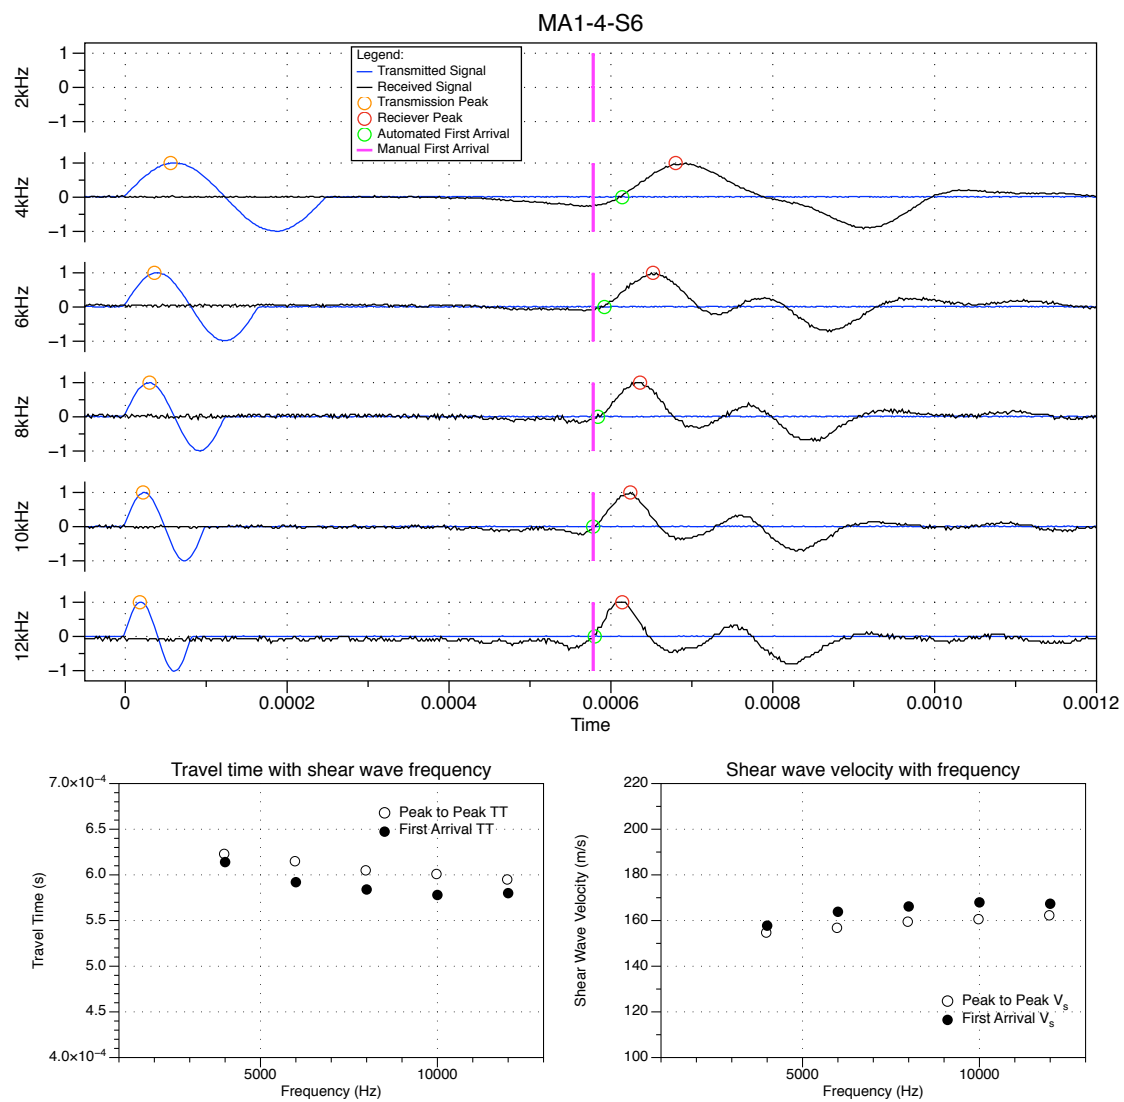 MA1-4-S6
Legend:
Transmitted Signal
Received Signal
Transmission Peak
Reciever Peak
Automated First Arrival
Manual First Arrival
2kHz
1
0
−1
4kHz
1
0
−1
6kHz
1
0
−1
8kHz
1
0
−1
10kHz
1
0
−1
12kHz
1
0
−1
0 0.0002 0.0004 0.0006 0.0008 0.0010 0.0012
Time
Travel time with shear wave frequency
Travel Time (s)
7.0×10⁻⁴
6.5
6.0
5.5
5.0
4.5
4.0×10⁻⁴
Peak to Peak TT
First Arrival TT
5000 10000
Frequency (Hz)
Shear wave velocity with frequency
Shear Wave Velocity (m/s)
220
200
180
160
140
120
100
Peak to Peak Vₛ
First Arrival Vₛ
5000 10000
Frequency (Hz)